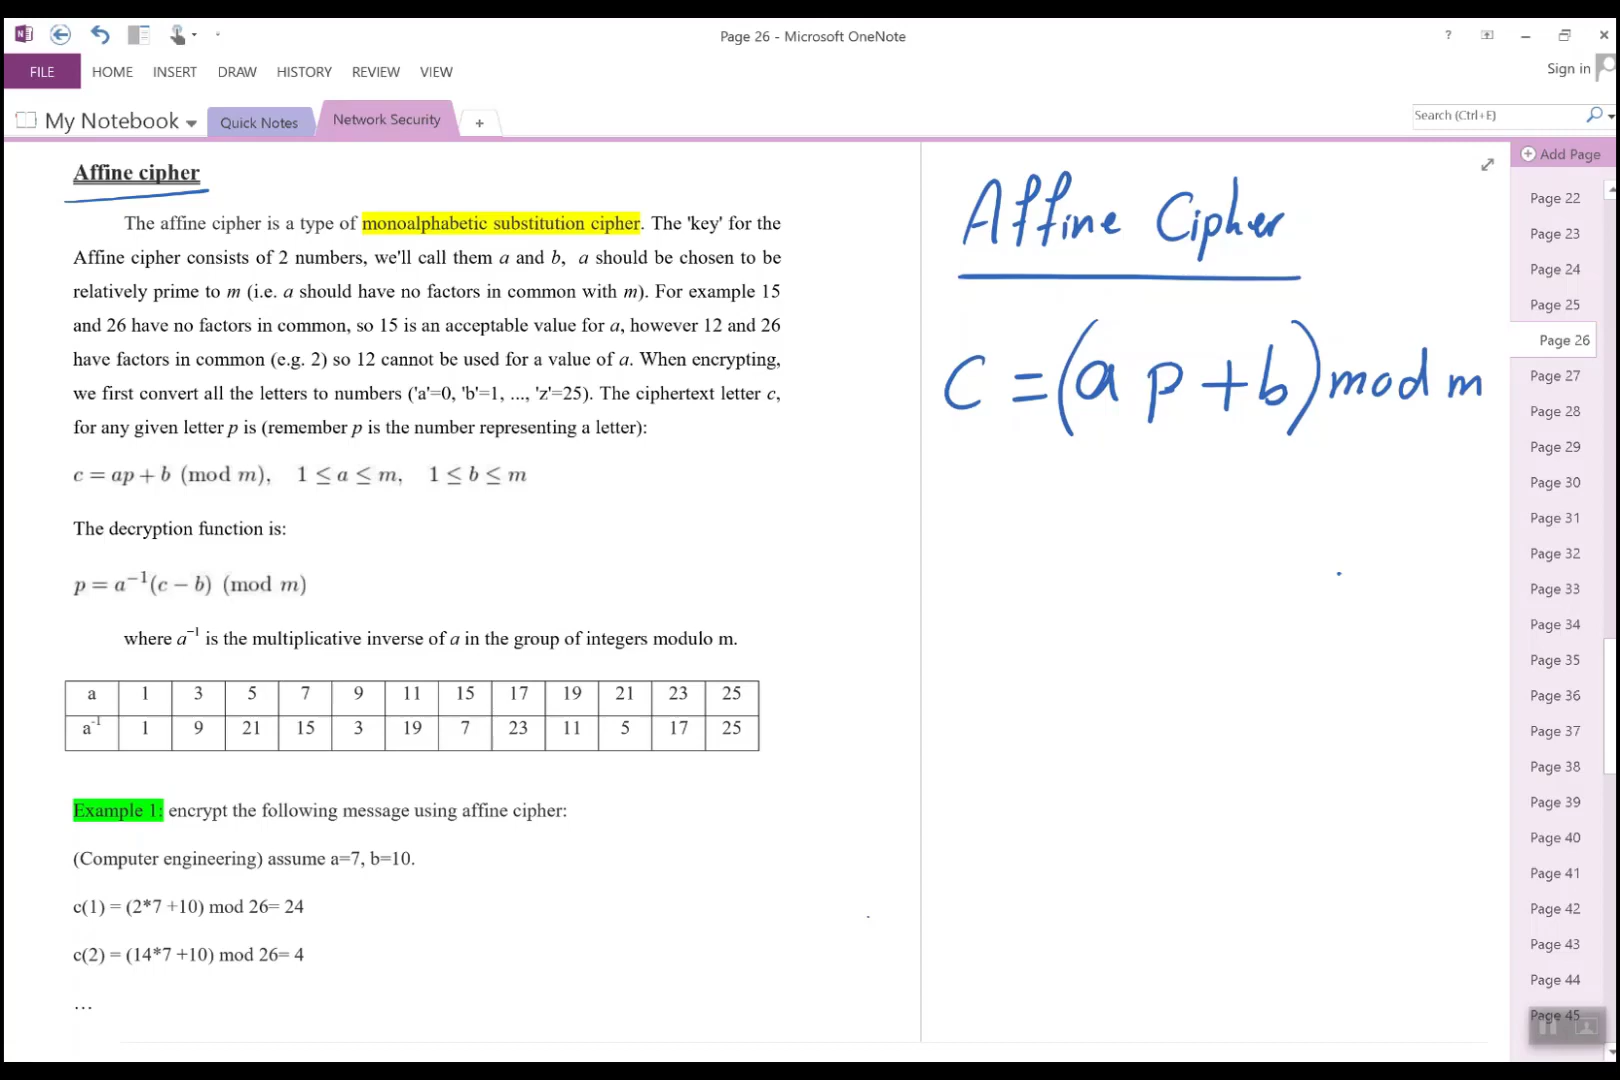 Page 26 - Microsoft OneNote
?
Sign in
FILE HOME INSERT DRAW HISTORY REVIEW VIEW
My Notebook Quick Notes Network Security +
Search (Ctrl+E)
Affine cipher
The affine cipher is a type of monoalphabetic substitution cipher. The 'key' for the
Affine cipher consists of 2 numbers, we'll call them a and b, a should be chosen to be
relatively prime to m (i.e. a should have no factors in common with m). For example 15
and 26 have no factors in common, so 15 is an acceptable value for a, however 12 and 26
have factors in common (e.g. 2) so 12 cannot be used for a value of a. When encrypting,
we first convert all the letters to numbers ('a'=0, 'b'=1, ..., 'z'=25). The ciphertext letter c,
for any given letter p is (remember p is the number representing a letter):
c = ap + b (mod m), 1 ≤ a ≤ m, 1 ≤ b ≤ m
The decryption function is:
p = a⁻¹(c − b) (mod m)
where a⁻¹ is the multiplicative inverse of a in the group of integers modulo m.
a 1 3 5 7 9 11 15 17 19 21 23 25
a⁻¹ 1 9 21 15 3 19 7 23 11 5 17 25
Example 1: encrypt the following message using affine cipher:
(Computer engineering) assume a=7, b=10.
c(1) = (2*7 +10) mod 26= 24
c(2) = (14*7 +10) mod 26= 4
…
Affine Cipher
C = (a p + b) mod m
Add Page
Page 22
Page 23
Page 24
Page 25
Page 26
Page 27
Page 28
Page 29
Page 30
Page 31
Page 32
Page 33
Page 34
Page 35
Page 36
Page 37
Page 38
Page 39
Page 40
Page 41
Page 42
Page 43
Page 44
Page 45